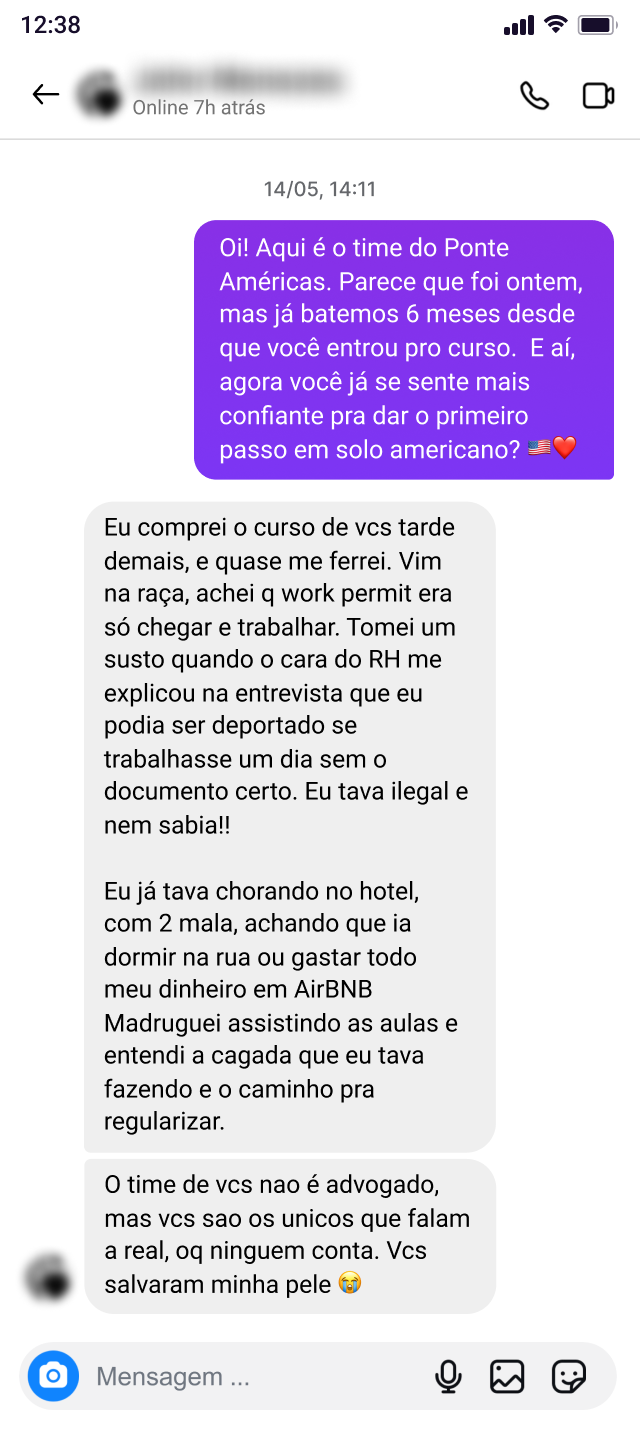 12:38
Online 7h atrás
14/05, 14:11
Oi! Aqui é o time do Ponte
Américas. Parece que foi ontem,
mas já batemos 6 meses desde
que você entrou pro curso.  E aí,
agora você já se sente mais
confiante pra dar o primeiro
passo em solo americano? 🇺🇸❤️
Eu comprei o curso de vcs tarde
demais, e quase me ferrei. Vim
na raça, achei q work permit era
só chegar e trabalhar. Tomei um
susto quando o cara do RH me
explicou na entrevista que eu
podia ser deportado se
trabalhasse um dia sem o
documento certo. Eu tava ilegal e
nem sabia!!
Eu já tava chorando no hotel,
com 2 mala, achando que ia
dormir na rua ou gastar todo
meu dinheiro em AirBNB
Madruguei assistindo as aulas e
entendi a cagada que eu tava
fazendo e o caminho pra
regularizar.
O time de vcs nao é advogado,
mas vcs sao os unicos que falam
a real, oq ninguem conta. Vcs
salvaram minha pele 😭
Mensagem ...